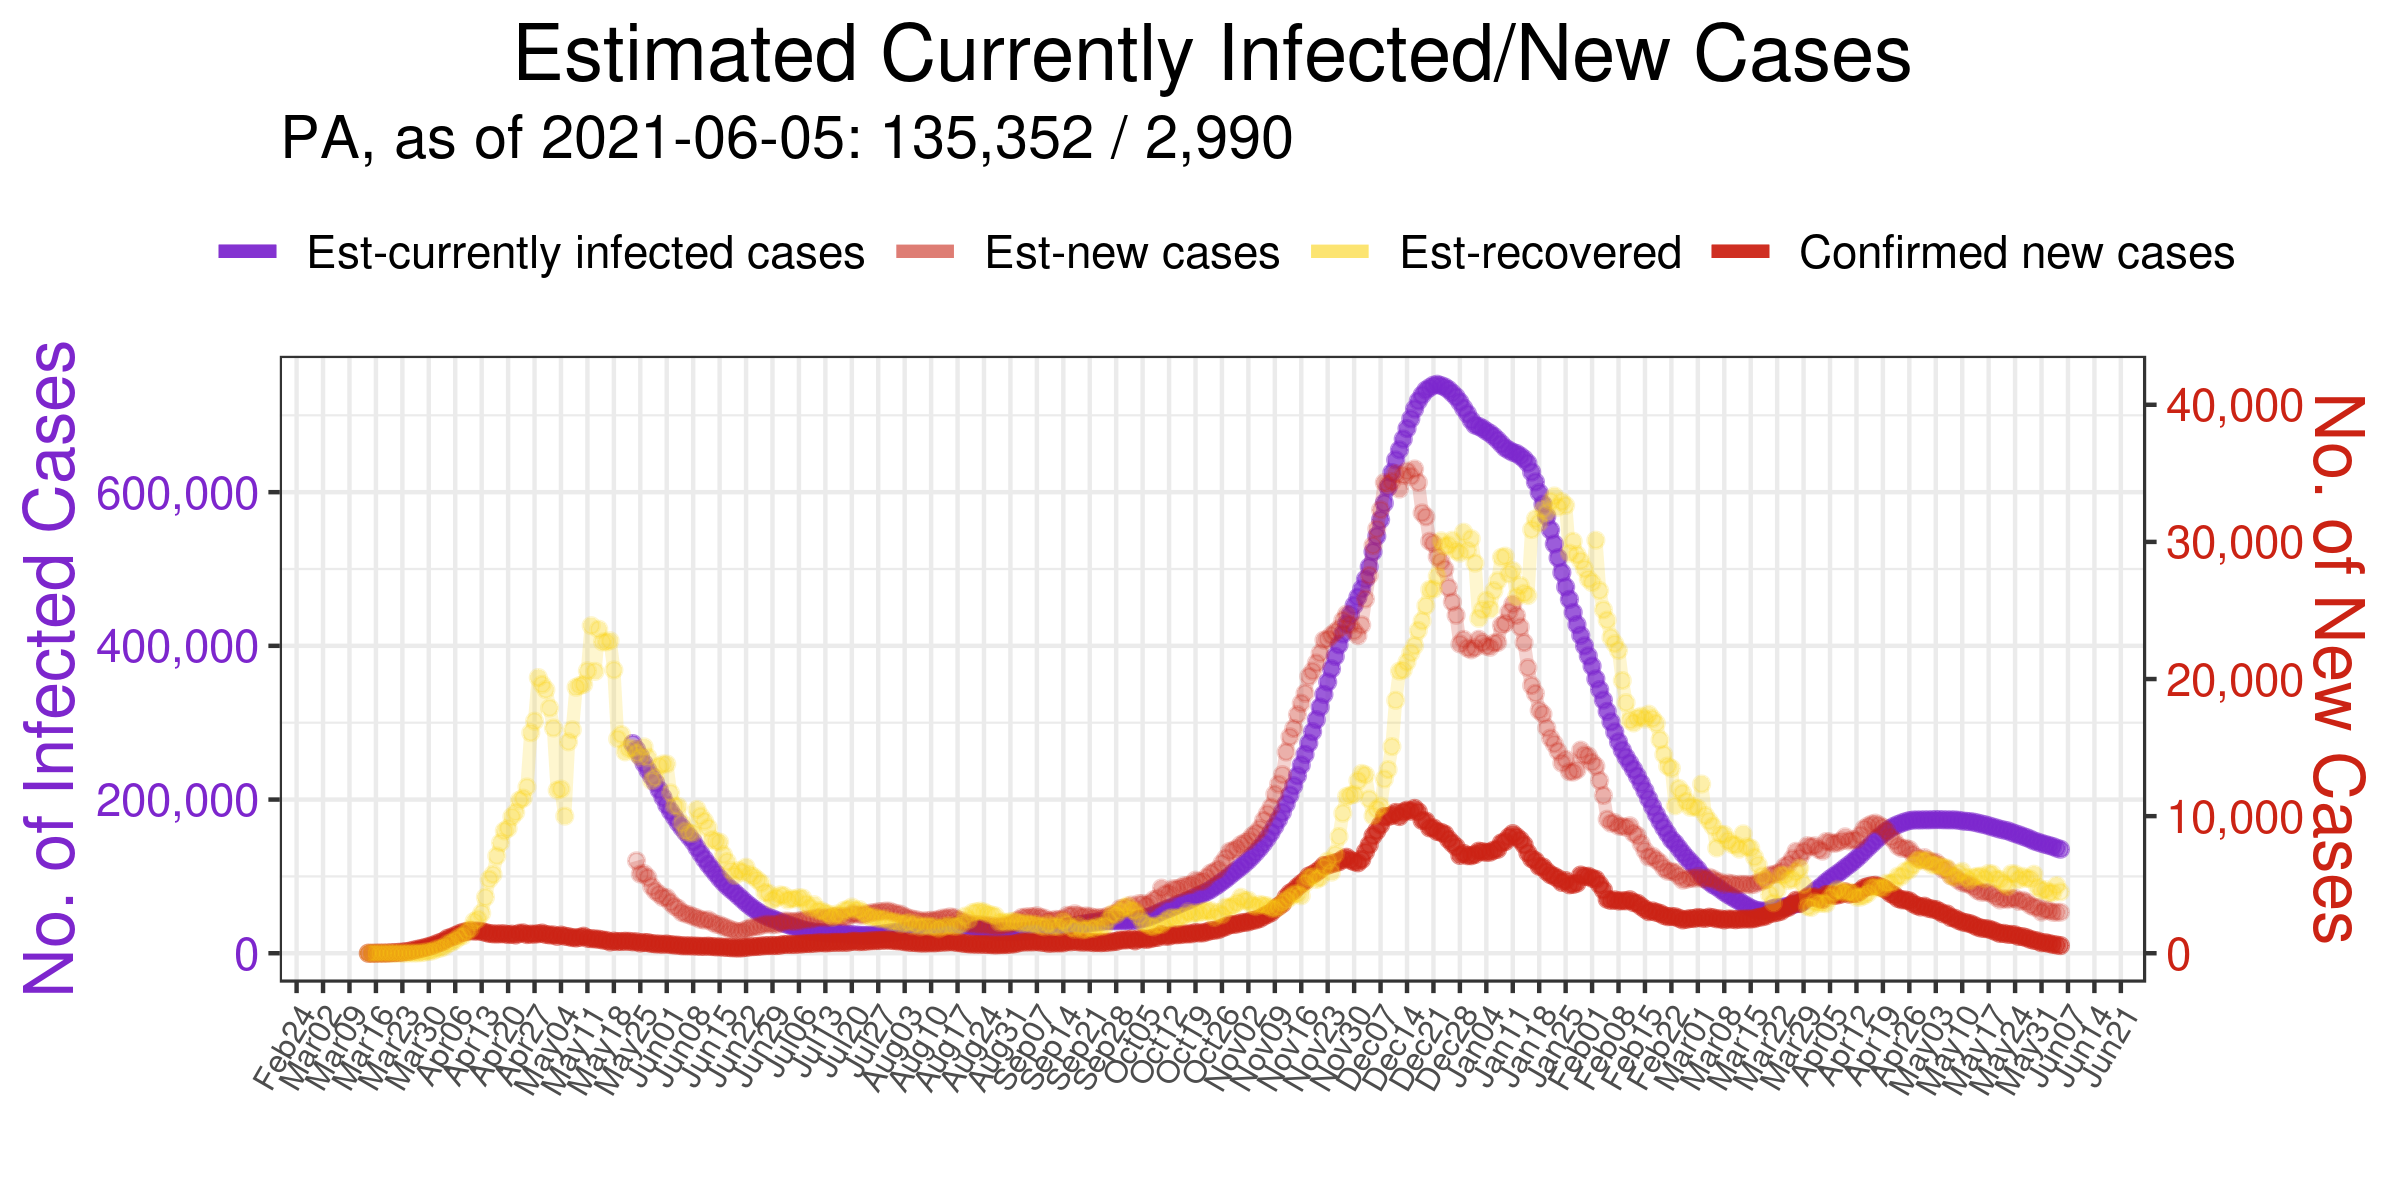 Estimated Currently Infected/New Cases
PA, as of 2021-06-05: 135,352 / 2,990
Est-currently infected cases Est-new cases Est-recovered Confirmed new cases
No. of Infected Cases
600,000
400,000
200,000
0
40,000
30,000
20,000
10,000
0
No. of New Cases
Feb24 Mar02 Mar09 Mar16 Mar23 Mar30 Apr06 Apr13 Apr20 Apr27 May04 May11 May18 May25 Jun01 Jun08 Jun15 Jun22 Jun29 Jul06 Jul13 Jul20 Jul27 Aug03 Aug10 Aug17 Aug24 Aug31 Sep07 Sep14 Sep21 Sep28 Oct05 Oct12 Oct19 Oct26 Nov02 Nov09 Nov16 Nov23 Nov30 Dec07 Dec14 Dec21 Dec28 Jan04 Jan11 Jan18 Jan25 Feb01 Feb08 Feb15 Feb22 Mar01 Mar08 Mar15 Mar22 Mar29 Apr05 Apr12 Apr19 Apr26 May03 May10 May17 May24 May31 Jun07 Jun14 Jun21